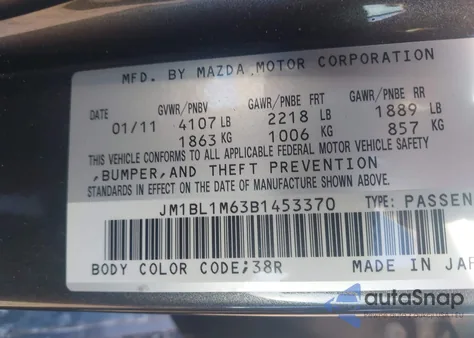 MFD. BY MAZDA MOTOR CORPORATION
DATE GVWR/PNBV GAWR/PNBE FRT GAWR/PNBE RR
01/11 4107 LB 2218 LB 1889 LB
1863 KG 1006 KG 857 KG
THIS VEHICLE CONFORMS TO ALL APPLICABLE FEDERAL MOTOR VEHICLE SAFETY
,BUMPER,AND THEFT PREVENTION
STANDARDS IN EFFECT ON THE DATE OF MANUFACTURE SHOWN ABOVE.
JM1BL1M63B1453370 TYPE: PASSEN
BODY COLOR CODE;38R MADE IN JAP
autoSnap